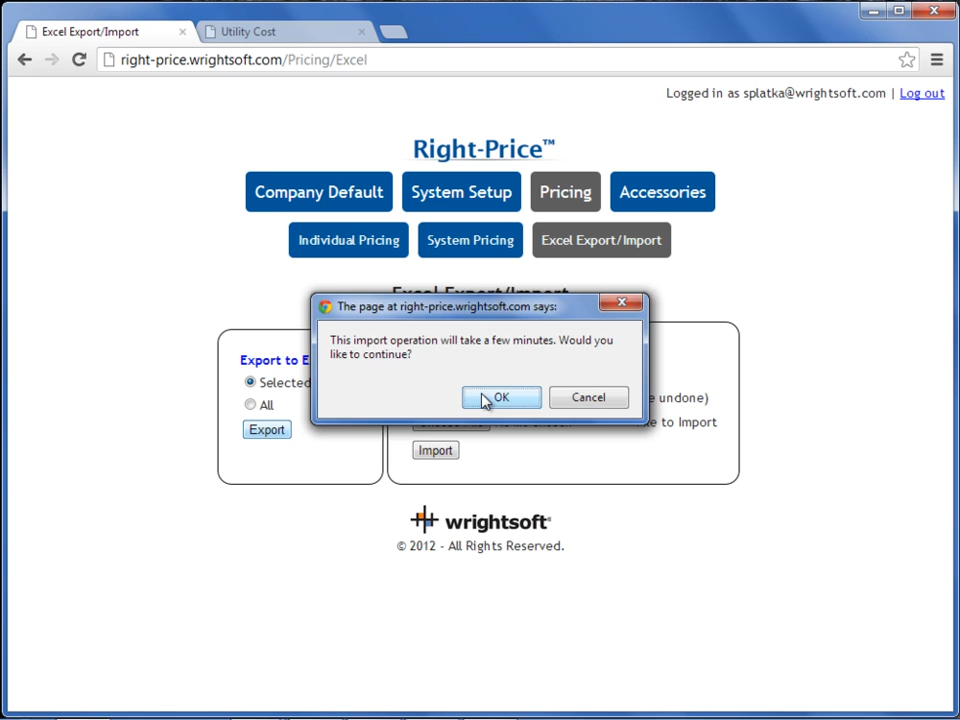 Excel Export/Import
Utility Cost
right-price.wrightsoft.com/Pricing/Excel
Logged in as splatka@wrightsoft.com | Log out
Right-Price™
Company Default System Setup Pricing Accessories
Individual Pricing System Pricing Excel Export/Import
Excel Export/Import
The page at right-price.wrightsoft.com says:
This import operation will take a few minutes. Would you
like to continue?
OK Cancel
Export to E
Selected
All
Export
e undone)
e to Import
Import
wrightsoft®
© 2012 - All Rights Reserved.